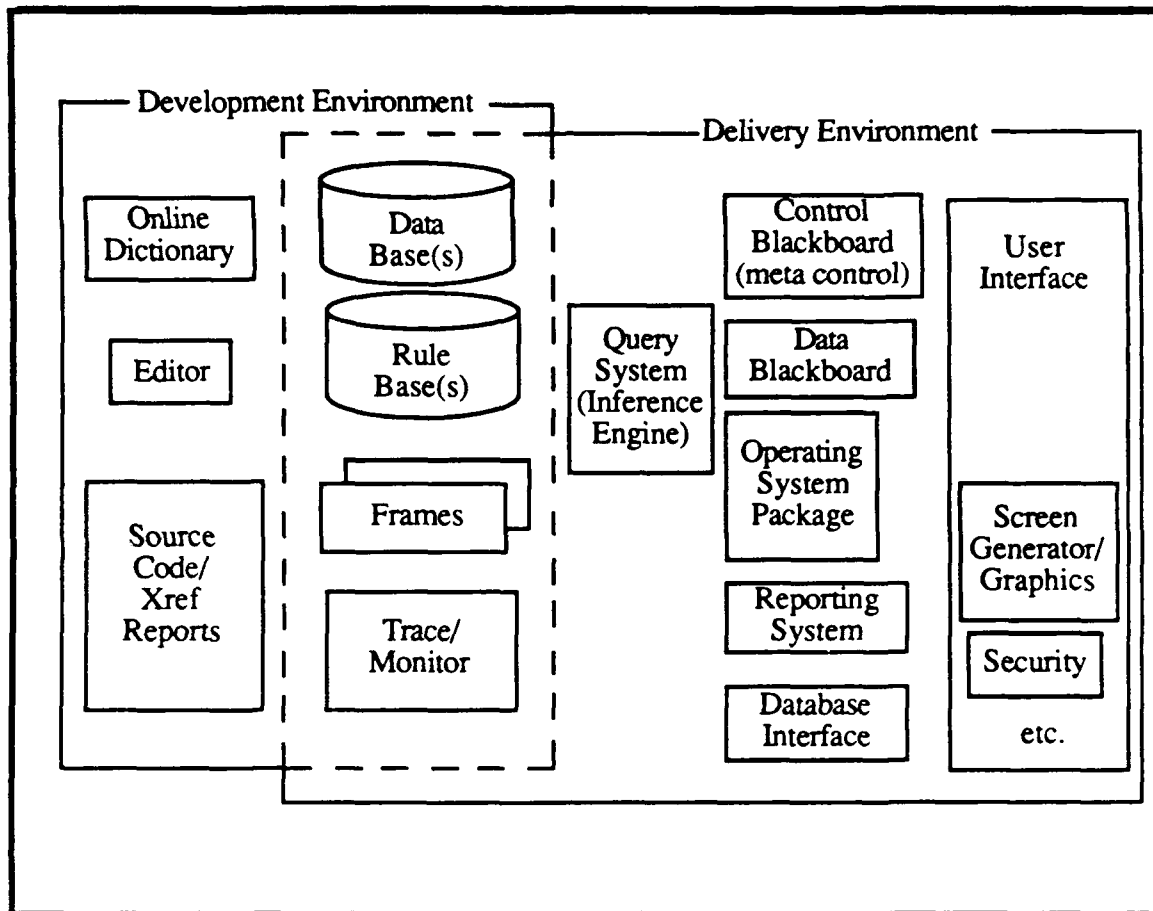 Development Environment
Delivery Environment
Online
Dictionary
Editor
Source
Code/
Xref
Reports
Data
Base(s)
Rule
Base(s)
Frames
Trace/
Monitor
Query
System
(Inference
Engine)
Control
Blackboard
(meta control)
Data
Blackboard
Operating
System
Package
Reporting
System
Database
Interface
User
Interface
Screen
Generator/
Graphics
Security
etc.